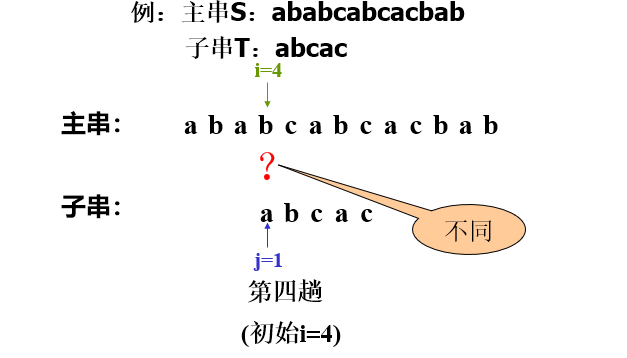 例：主串S：ababcabcacbab
子串T：abcac
i=4
主串： a b a b c a b c a c b a b
？
子串： a b c a c
不同
j=1
第四趟
(初始i=4)